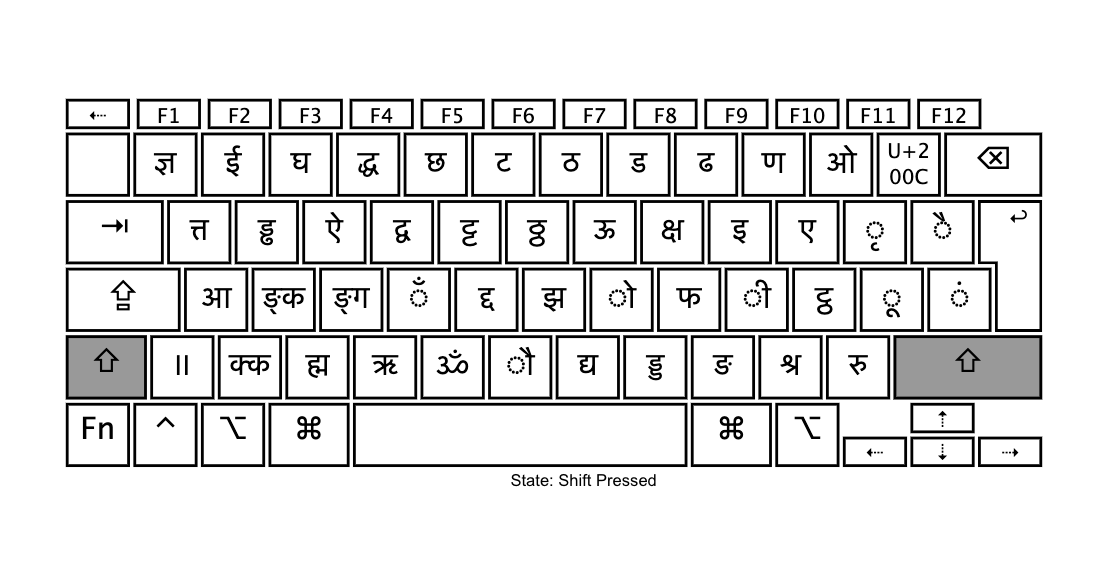 F1 F2 F3 F4 F5 F6 F7 F8 F9 F10 F11 F12
ज्ञ ई घ द्ध छ ट ठ ड ढ ण ओ U+200C
त्त ड्ढ ऐ द्व ट्ट ठ्ठ ऊ क्ष इ ए ृ ै
आ ङ्क ङ्ग ँ द्द झ ो फ ी ट्ठ ू ं
॥ क्क ह्म ऋ ॐ ौ द्य ड्ड ङ श्र रु
Fn ^ ⌥ ⌘ ⌘ ⌥
State: Shift Pressed